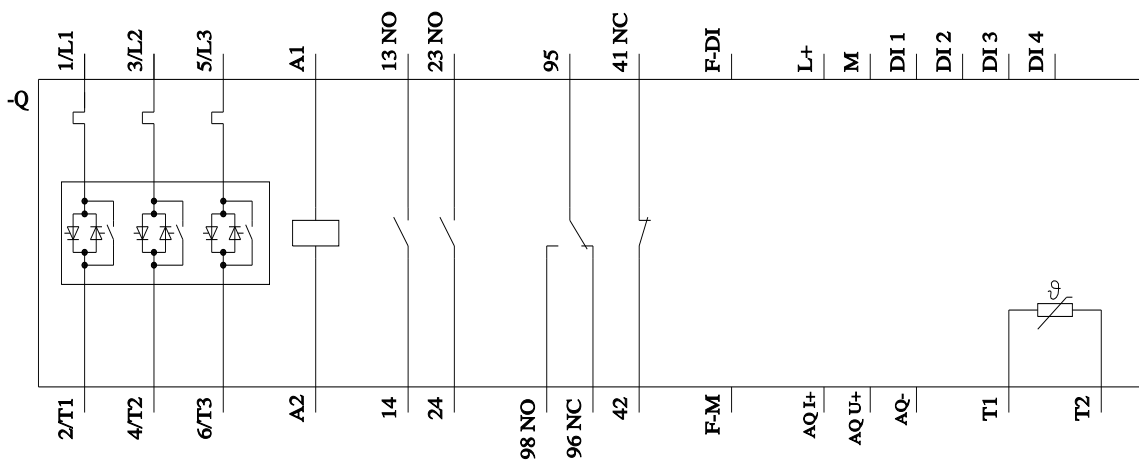 1/L1
3/L2
5/L3
A1
13 NO
23 NO
95
41 NC
F-DI
L+
M
DI 1
DI 2
DI 3
DI 4
-Q
ϑ
2/T1
4/T2
6/T3
A2
14
24
98 NO
96 NC
42
F-M
AQ I+
AQ U+
AQ-
T1
T2